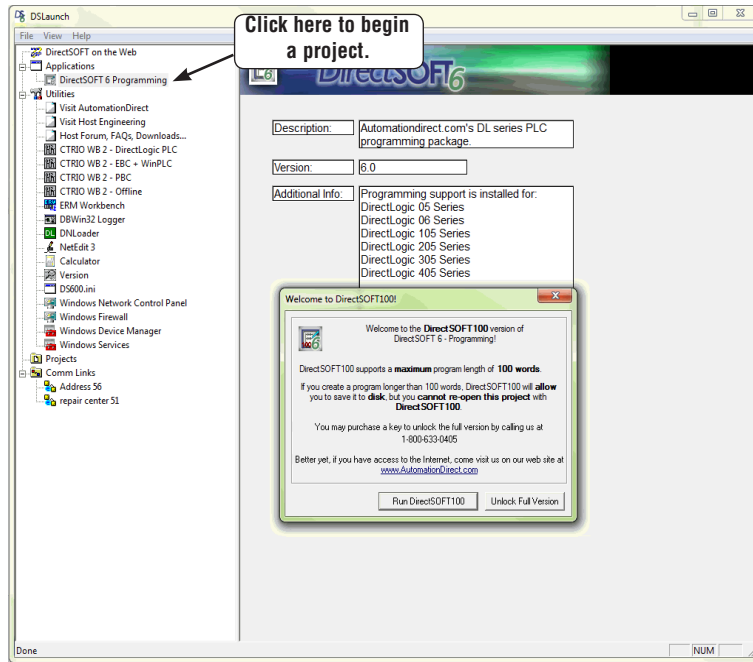 DSLaunch
Click here to begin
a project.
File View Help
DirectSOFT on the Web
Applications
DirectSOFT 6 Programming
Utilities
Visit AutomationDirect
Visit Host Engineering
Host Forum, FAQs, Downloads...
CTRIO WB 2 - DirectLogic PLC
CTRIO WB 2 - EBC + WinPLC
CTRIO WB 2 - PBC
CTRIO WB 2 - Offline
ERM Workbench
DBWin32 Logger
DNLoader
NetEdit 3
Calculator
Version
DS600.ini
Windows Network Control Panel
Windows Firewall
Windows Device Manager
Windows Services
Projects
Comm Links
Address 56
repair center 51
DirectSOFT6
Description: Automationdirect.com's DL series PLC
programming package.
Version: 6.0
Additional Info: Programming support is installed for:
DirectLogic 05 Series
DirectLogic 06 Series
DirectLogic 105 Series
DirectLogic 205 Series
DirectLogic 305 Series
DirectLogic 405 Series
Welcome to DirectSOFT100!
Welcome to the DirectSOFT100 version of
DirectSOFT 6 - Programming!
DirectSOFT100 supports a maximum program length of 100 words.
If you create a program longer than 100 words, DirectSOFT100 will allow
you to save it to disk, but you cannot re-open this project with
DirectSOFT100.
You may purchase a key to unlock the full version by calling us at
1-800-633-0405
Better yet, if you have access to the Internet, come visit us on our web site at
www.AutomationDirect.com
Run DirectSOFT100 Unlock Full Version
Done NUM